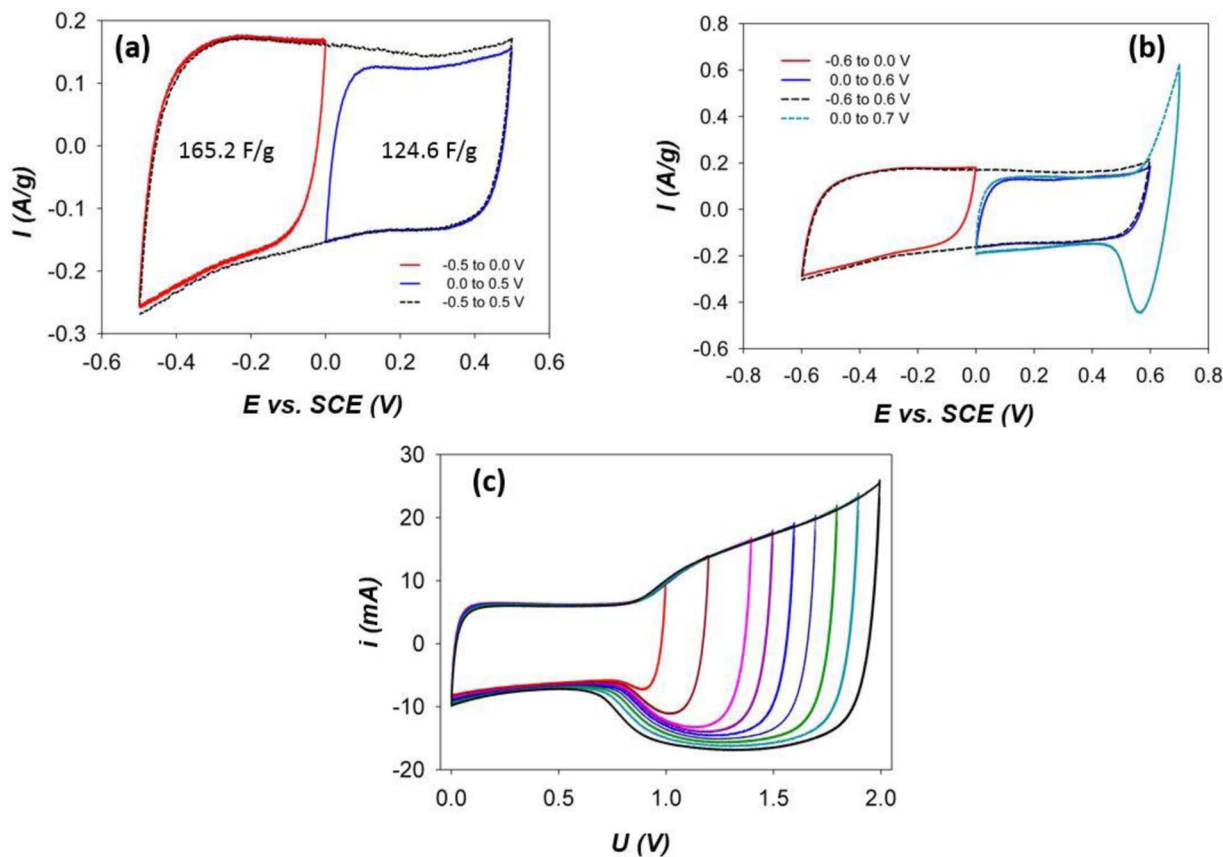 (a)
I (A/g)
0.2
0.1
0.0
-0.1
-0.2
-0.3
165.2 F/g
124.6 F/g
-0.5 to 0.0 V
0.0 to 0.5 V
-0.5 to 0.5 V
-0.6 -0.4 -0.2 0.0 0.2 0.4 0.6
E vs. SCE (V)
(b)
I (A/g)
0.8
0.6
0.4
0.2
0.0
-0.2
-0.4
-0.6
-0.6 to 0.0 V
0.0 to 0.6 V
-0.6 to 0.6 V
0.0 to 0.7 V
-0.8 -0.6 -0.4 -0.2 0.0 0.2 0.4 0.6 0.8
E vs. SCE (V)
(c)
i (mA)
30
20
10
0
-10
-20
0.0 0.5 1.0 1.5 2.0
U (V)